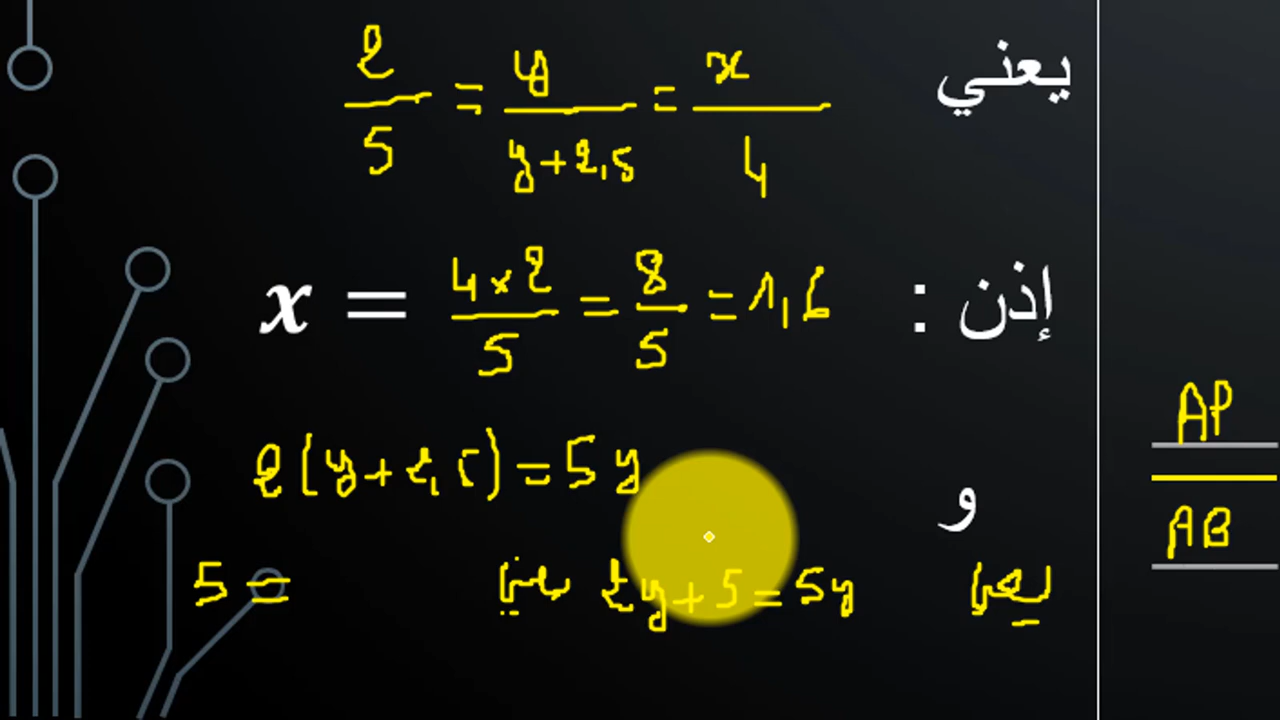 يعني 2/5 = y/(y+2,5) = x/4
إذن : x = (4×2)/5 = 8/5 = 1,6
و 2(y+2,5) = 5y
يعني 2y+5=5y يعني 5 =
AP
AB